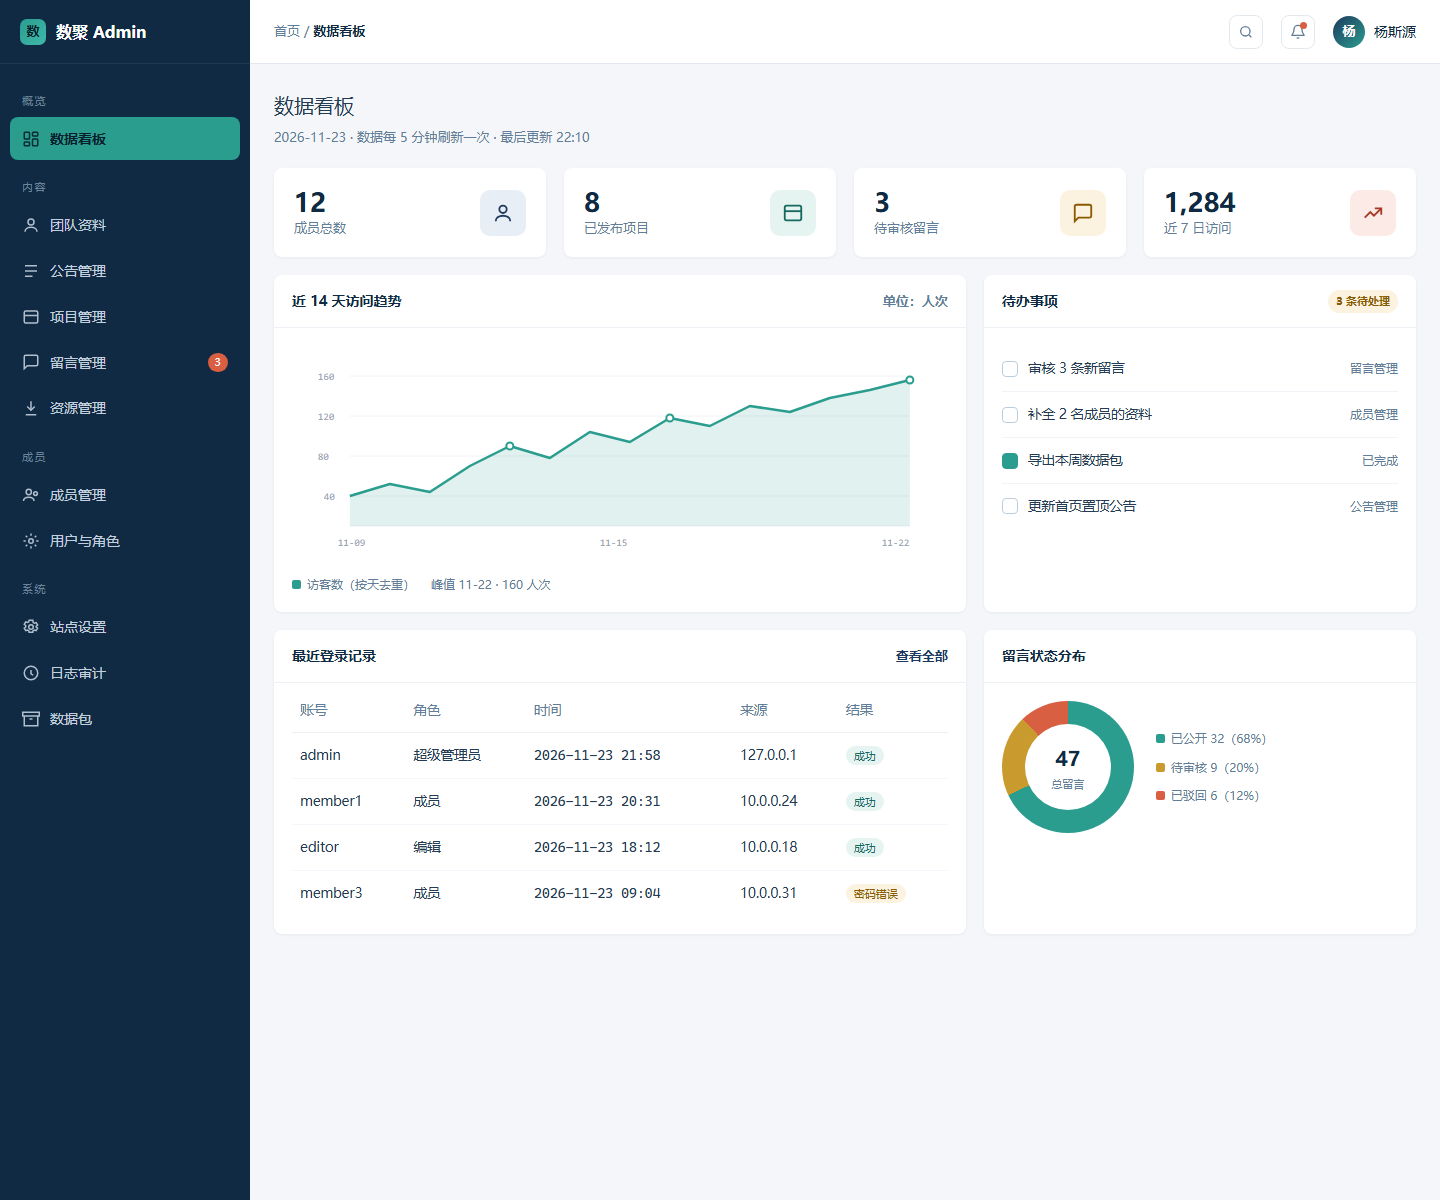 数 数聚 Admin
首页 / 数据看板
杨 杨斯源
概览
数据看板
内容
团队资料
公告管理
项目管理
留言管理 3
资源管理
成员
成员管理
用户与角色
系统
站点设置
日志审计
数据包
数据看板
2026-11-23 · 数据每 5 分钟刷新一次 · 最后更新 22:10
12
成员总数
8
已发布项目
3
待审核留言
1,284
近 7 日访问
近 14 天访问趋势 单位：人次
160
120
80
40
11-09 11-15 11-22
访客数（按天去重） 峰值 11-22 · 160 人次
待办事项 3 条待处理
审核 3 条新留言 留言管理
补全 2 名成员的资料 成员管理
导出本周数据包 已完成
更新首页置顶公告 公告管理
最近登录记录 查看全部
账号 角色 时间 来源 结果
admin 超级管理员 2026-11-23 21:58 127.0.0.1 成功
member1 成员 2026-11-23 20:31 10.0.0.24 成功
editor 编辑 2026-11-23 18:12 10.0.0.18 成功
member3 成员 2026-11-23 09:04 10.0.0.31 密码错误
留言状态分布
47
总留言
已公开 32（68%）
待审核 9（20%）
已驳回 6（12%）